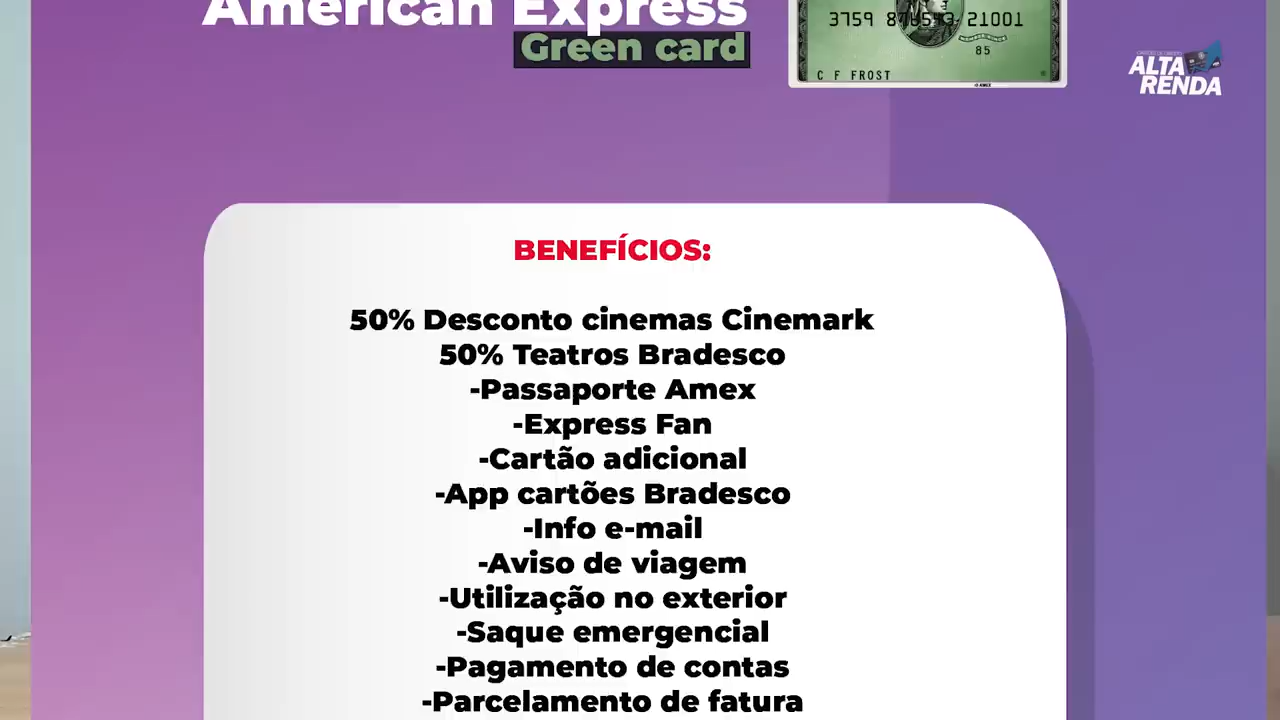 American Express
Green card
3759 876543 21001
85
C F FROST
ALTA
RENDA
BENEFÍCIOS:
50% Desconto cinemas Cinemark
50% Teatros Bradesco
-Passaporte Amex
-Express Fan
-Cartão adicional
-App cartões Bradesco
-Info e-mail
-Aviso de viagem
-Utilização no exterior
-Saque emergencial
-Pagamento de contas
-Parcelamento de fatura